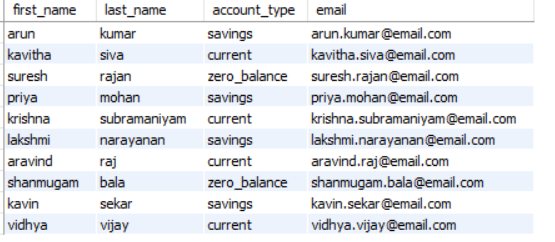 first_name last_name account_type email
arun kumar savings arun.kumar@email.com
kavitha siva current kavitha.siva@email.com
suresh rajan zero_balance suresh.rajan@email.com
priya mohan savings priya.mohan@email.com
krishna subramaniyam current krishna.subramaniyam@email.com
lakshmi narayanan savings lakshmi.narayanan@email.com
aravind raj current aravind.raj@email.com
shanmugam bala zero_balance shanmugam.bala@email.com
kavin sekar savings kavin.sekar@email.com
vidhya vijay current vidhya.vijay@email.com